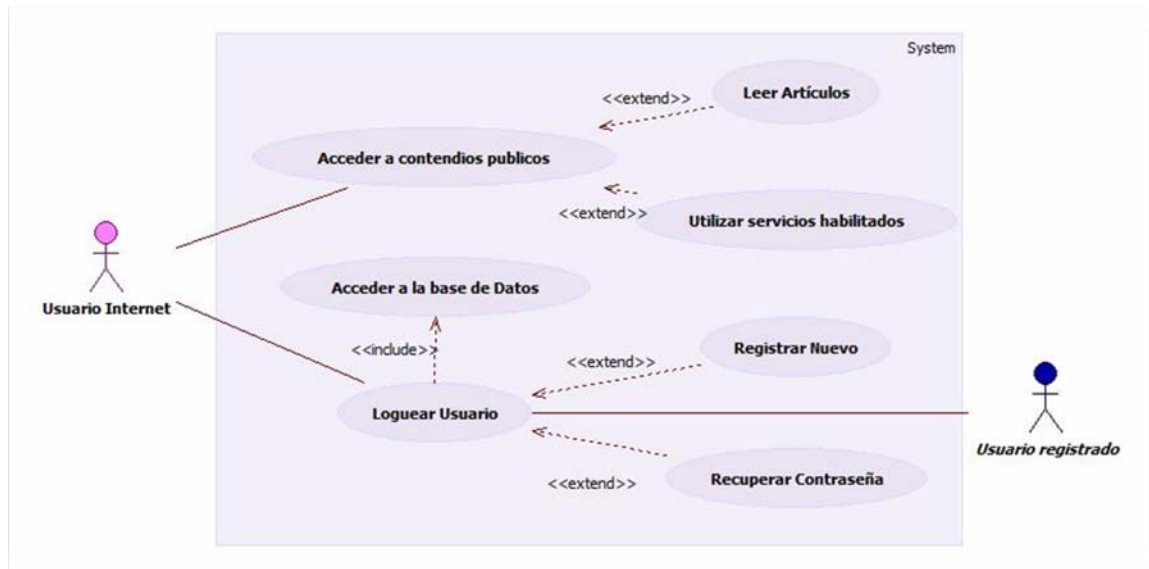 System
Leer Artículos
<<extend>>
Acceder a contendios publicos
<<extend>>
Utilizar servicios habilitados
Usuario Internet
Acceder a la base de Datos
<<include>>
<<extend>>
Registrar Nuevo
Loguear Usuario
Usuario registrado
<<extend>>
Recuperar Contraseña